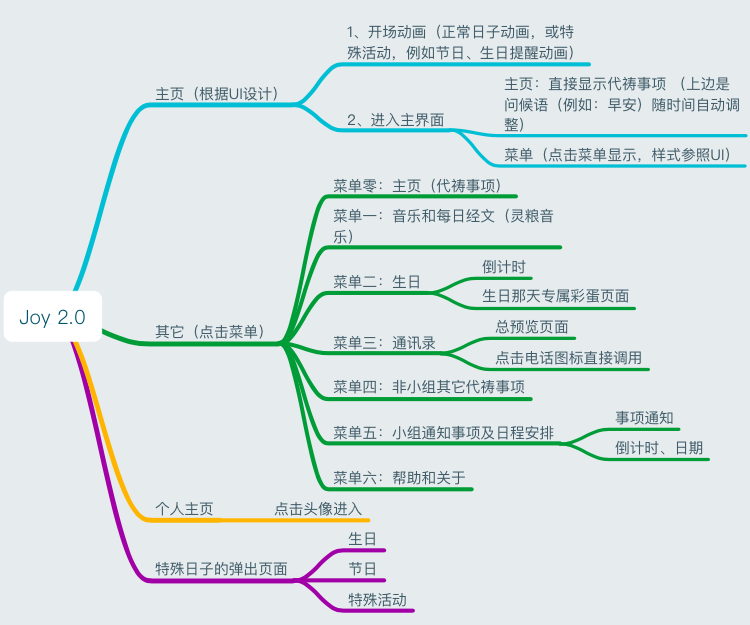 1、开场动画（正常日子动画，或特
殊活动，例如节日、生日提醒动画）
主页（根据UI设计）
2、进入主界面
主页：直接显示代祷事项 （上边是
问候语（例如：早安）随时间自动调
整）
菜单（点击菜单显示，样式参照UI）
Joy 2.0
其它（点击菜单）
菜单零：主页（代祷事项）
菜单一：音乐和每日经文（灵粮音
乐）
菜单二：生日
倒计时
生日那天专属彩蛋页面
菜单三：通讯录
总预览页面
点击电话图标直接调用
菜单四：非小组其它代祷事项
菜单五：小组通知事项及日程安排
事项通知
倒计时、日期
菜单六：帮助和关于
个人主页
点击头像进入
特殊日子的弹出页面
生日
节日
特殊活动